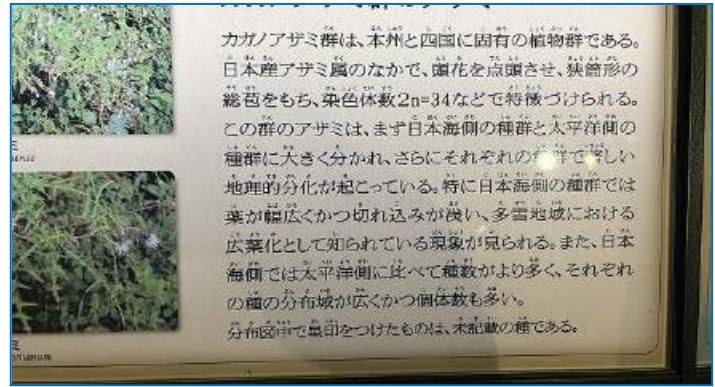 カガノアザミ群は、本州と四国に固有の植物群である。
日本産アザミ属のなかで、頭花を点頭させ、狭筒形の
総苞をもち、染色体数2n=34などで特徴づけられる。
この群のアザミは、まず日本海側の種群と太平洋側の
種群に大きく分かれ、さらにそれぞれの 群で著しい
地理的分化が起こっている。特に日本海側の種群では
葉が幅広くかつ切れ込みが浅い、多雪地域における
広葉化として知られている現象が見られる。また、日本
海側では太平洋側に比べて種数がより多く、それぞれ
の種の分布域が広くかつ個体数も多い。
分布図中で星印をつけたものは、未記載の種である。